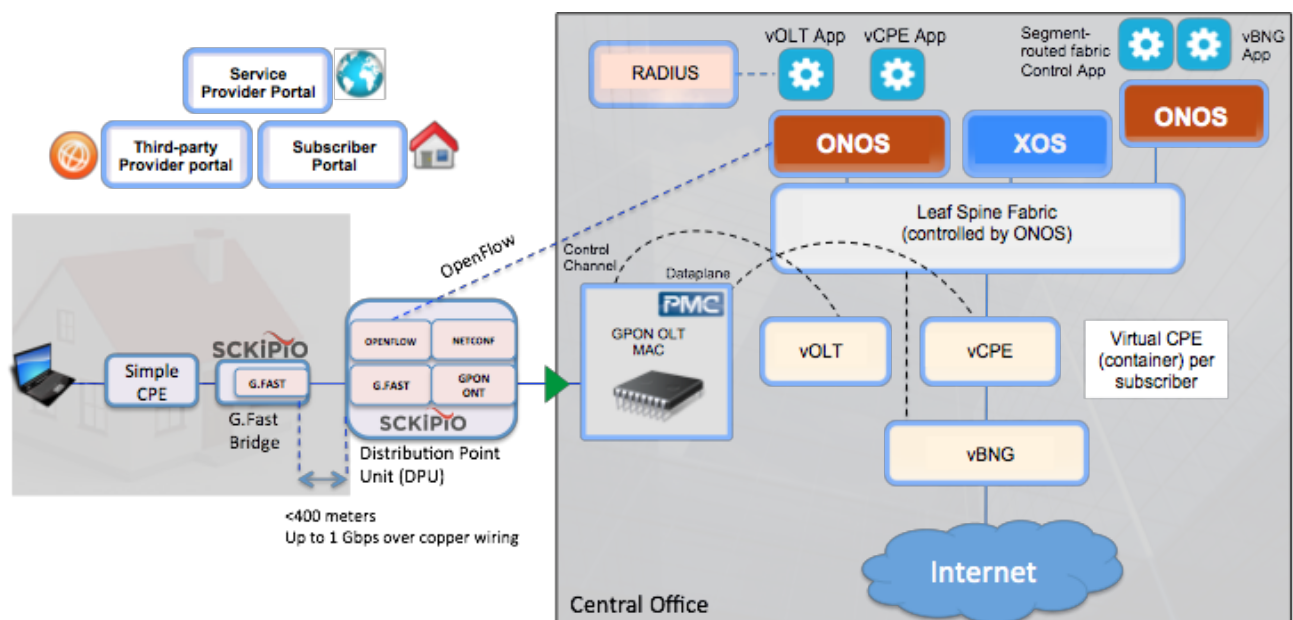 Service
Provider Portal
Third-party
Provider portal
Subscriber
Portal
RADIUS
vOLT App
vCPE App
Segment-
routed fabric
Control App
vBNG
App
ONOS
XOS
ONOS
Leaf Spine Fabric
(controlled by ONOS)
OpenFlow
Control
Channel
Dataplane
PMC
GPON OLT
MAC
vOLT
vCPE
Virtual CPE
(container) per
subscriber
vBNG
Internet
Central Office
Simple
CPE
SCKiPiO
G.FAST
G.Fast
Bridge
OPENFLOW
NETCONF
G.FAST
GPON
ONT
SCKiPiO
Distribution Point
Unit (DPU)
<400 meters
Up to 1 Gbps over copper wiring